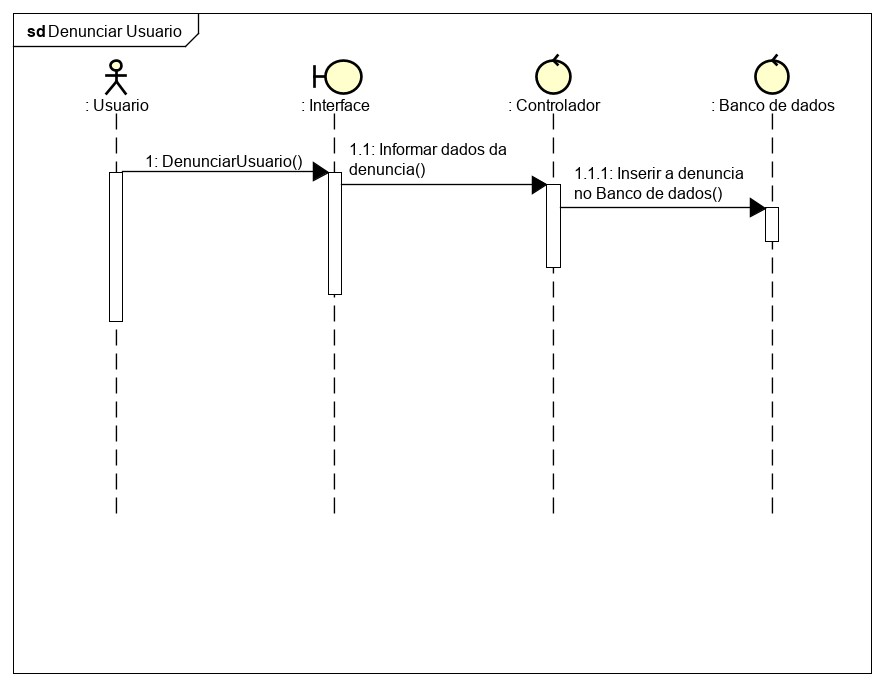 sd Denunciar Usuario
: Usuario
: Interface
: Controlador
: Banco de dados
1: DenunciarUsuario()
1.1: Informar dados da
denuncia()
1.1.1: Inserir a denuncia
no Banco de dados()